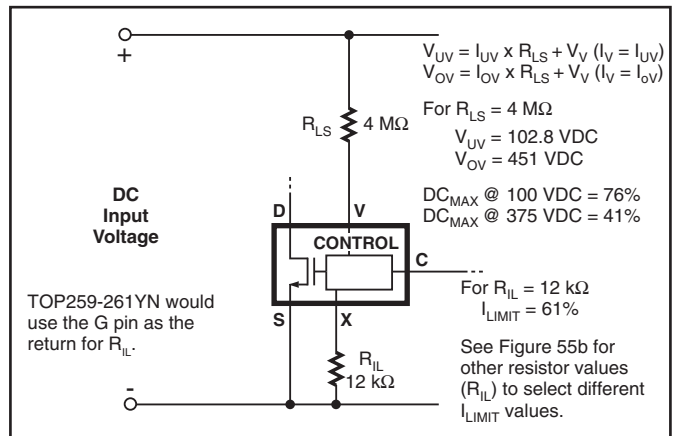 +
V_UV = I_UV x R_LS + V_V (I_V = I_UV)
V_OV = I_OV x R_LS + V_V (I_V = I_oV)
For R_LS = 4 MΩ
V_UV = 102.8 VDC
V_OV = 451 VDC
R_LS 4 MΩ
DC_MAX @ 100 VDC = 76%
DC_MAX @ 375 VDC = 41%
DC
Input
Voltage
D V
CONTROL
C
For R_IL = 12 kΩ
I_LIMIT = 61%
TOP259-261YN would
use the G pin as the
return for R_IL.
S X
R_IL
12 kΩ
See Figure 55b for
other resistor values
(R_IL) to select different
I_LIMIT values.
-